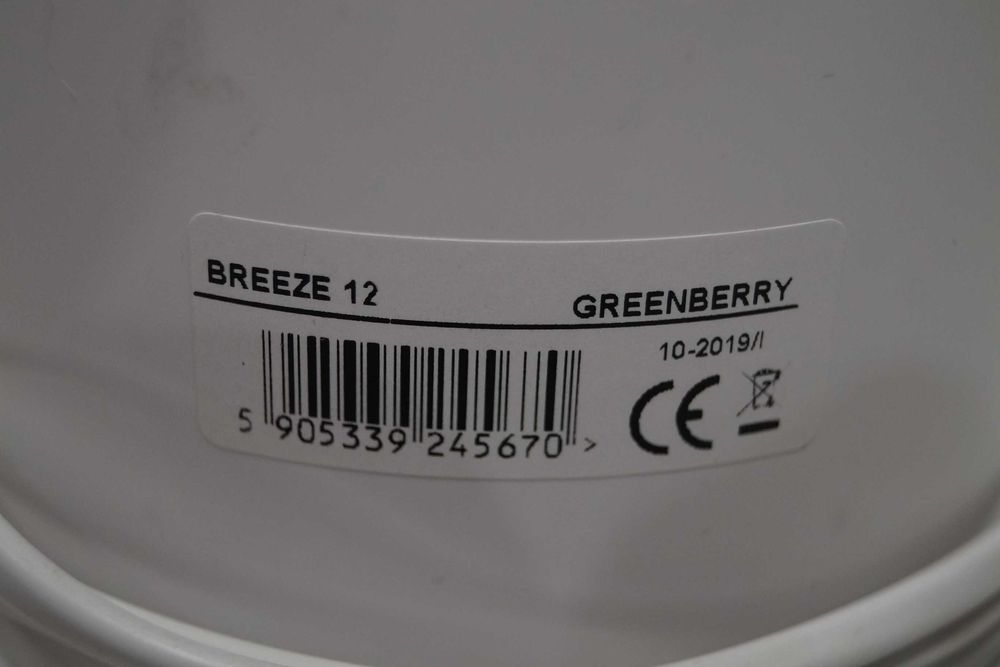 BREEZE 12
GREENBERRY
10-2019/I
CE
5 905339 245670 >